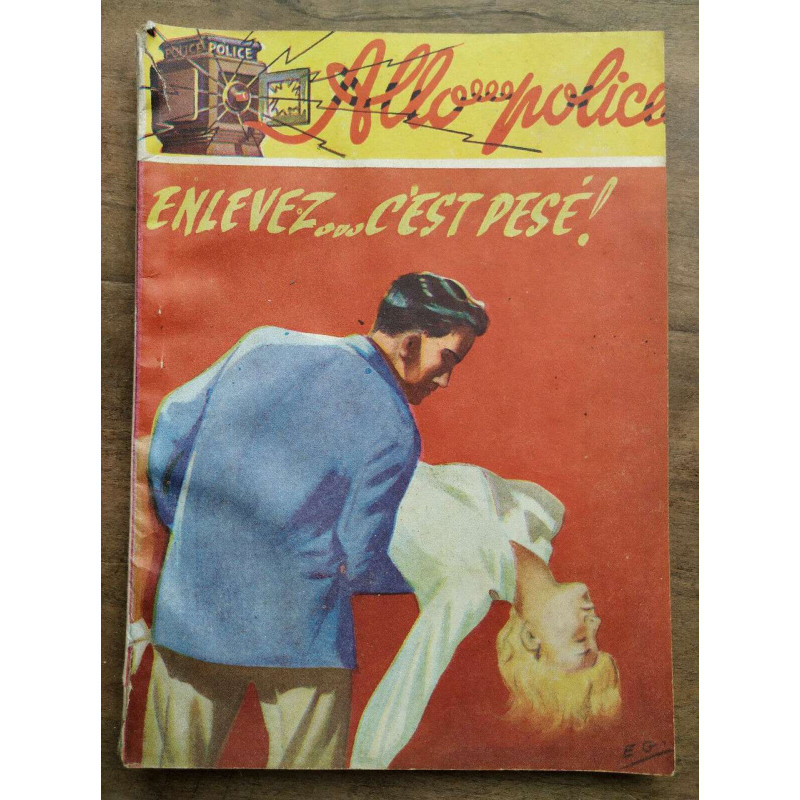 POLICE POLICE
Allo....police
ENLEVEZ...C'EST PESÉ!
E G